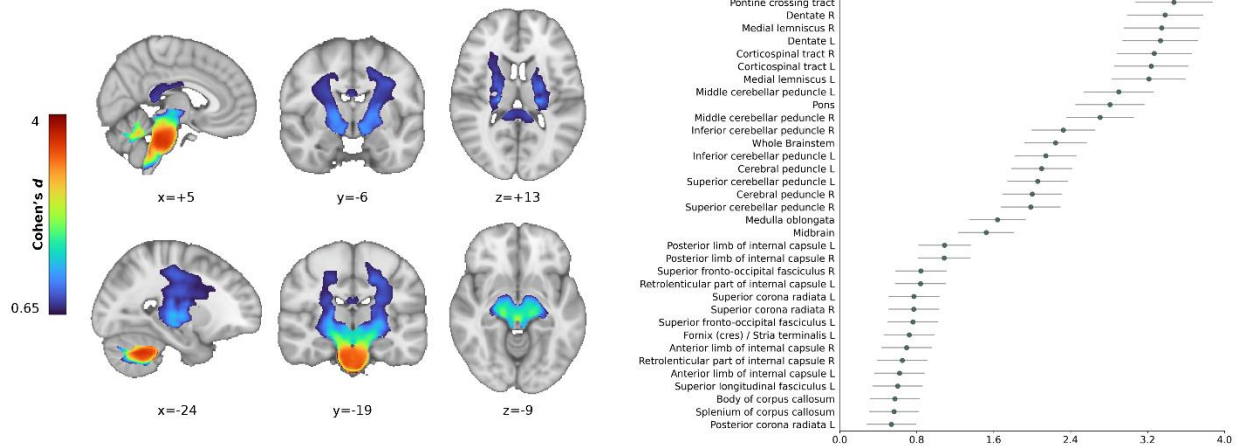 4
Cohen's d
0.65
x=+5
y=-6
z=+13
x=-24
y=-19
z=-9
Pontine crossing tract
Dentate R
Medial lemniscus R
Dentate L
Corticospinal tract R
Corticospinal tract L
Medial lemniscus L
Middle cerebellar peduncle L
Pons
Middle cerebellar peduncle R
Inferior cerebellar peduncle R
Whole Brainstem
Inferior cerebellar peduncle L
Cerebral peduncle L
Superior cerebellar peduncle L
Cerebral peduncle R
Superior cerebellar peduncle R
Medulla oblongata
Midbrain
Posterior limb of internal capsule L
Posterior limb of internal capsule R
Superior fronto-occipital fasciculus R
Retrolenticular part of internal capsule L
Superior corona radiata L
Superior corona radiata R
Superior fronto-occipital fasciculus L
Fornix (cres) / Stria terminalis L
Anterior limb of internal capsule R
Retrolenticular part of internal capsule R
Anterior limb of internal capsule L
Superior longitudinal fasciculus L
Body of corpus callosum
Splenium of corpus callosum
Posterior corona radiata L
0.0 0.8 1.6 2.4 3.2 4.0